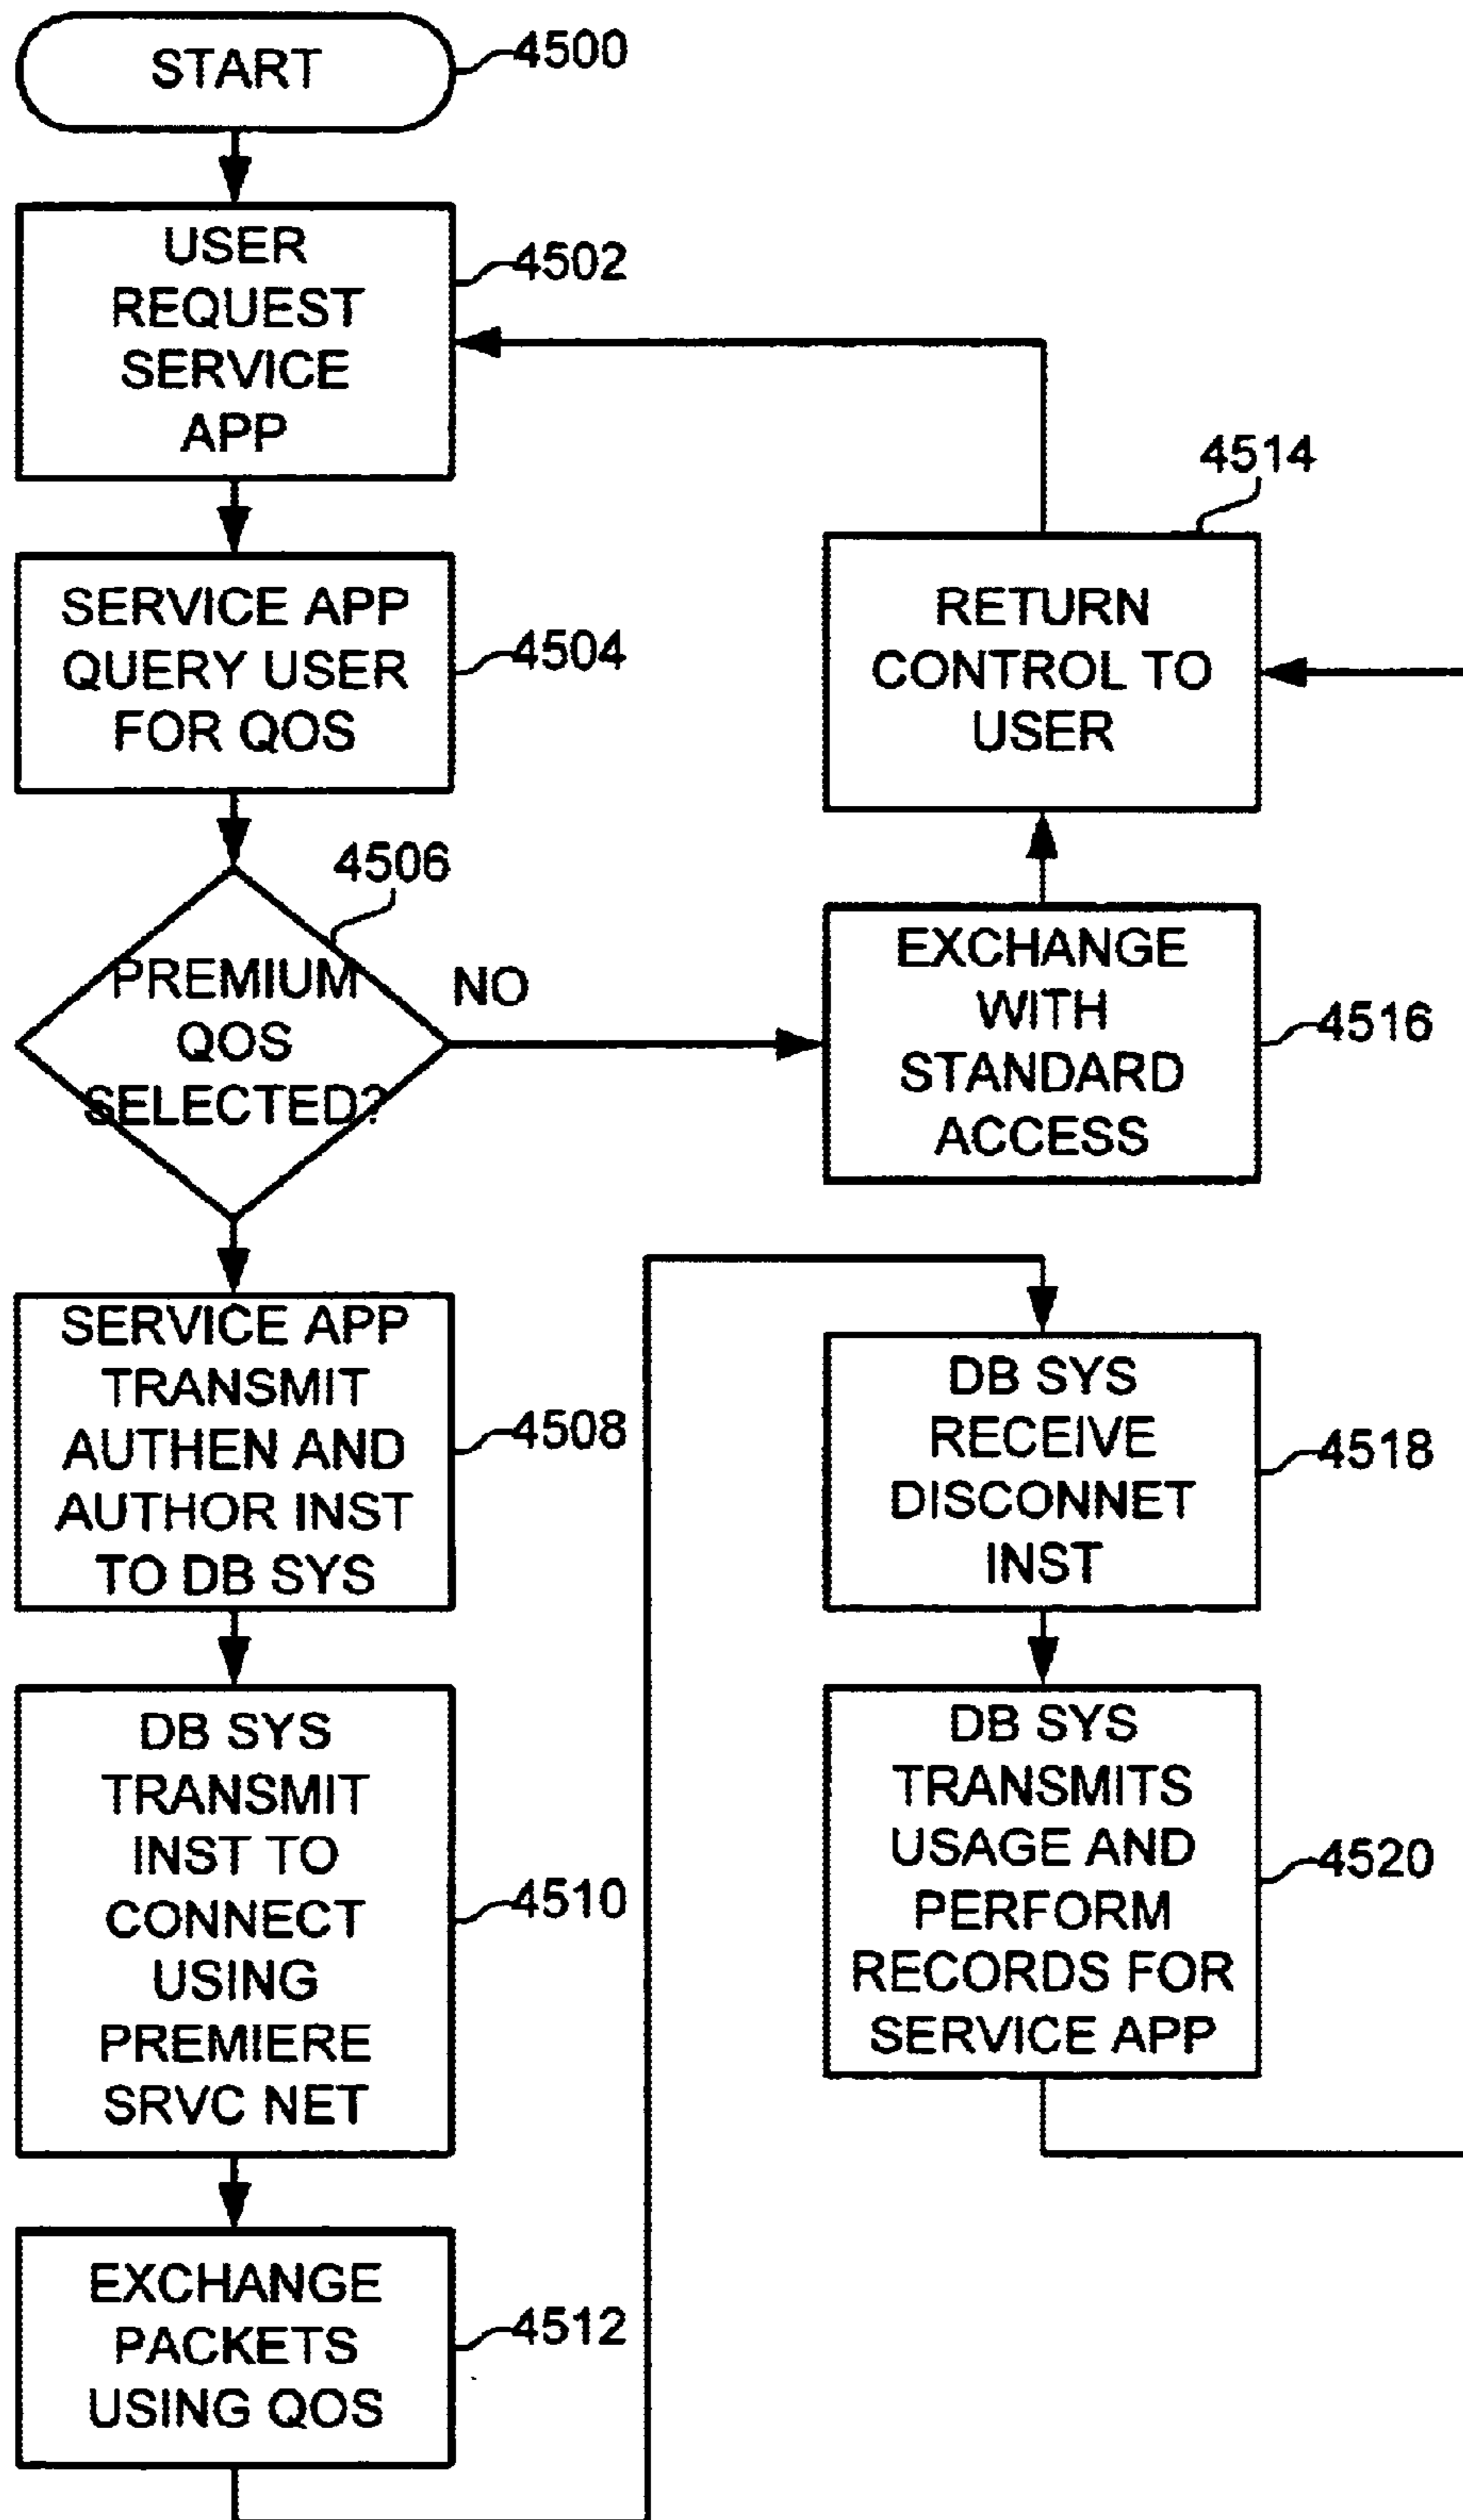 START
4500
USER
REQUEST
SERVICE
APP
4502
SERVICE APP
QUERY USER
FOR QOS
4504
4506
PREMIUM
QOS
SELECTED?
NO
SERVICE APP
TRANSMIT
AUTHEN AND
AUTHOR INST
TO DB SYS
4508
DB SYS
TRANSMIT
INST TO
CONNECT
USING
PREMIERE
SRVC NET
4510
EXCHANGE
PACKETS
USING QOS
4512
4514
RETURN
CONTROL TO
USER
EXCHANGE
WITH
STANDARD
ACCESS
4516
DB SYS
RECEIVE
DISCONNET
INST
4518
DB SYS
TRANSMITS
USAGE AND
PERFORM
RECORDS FOR
SERVICE APP
4520